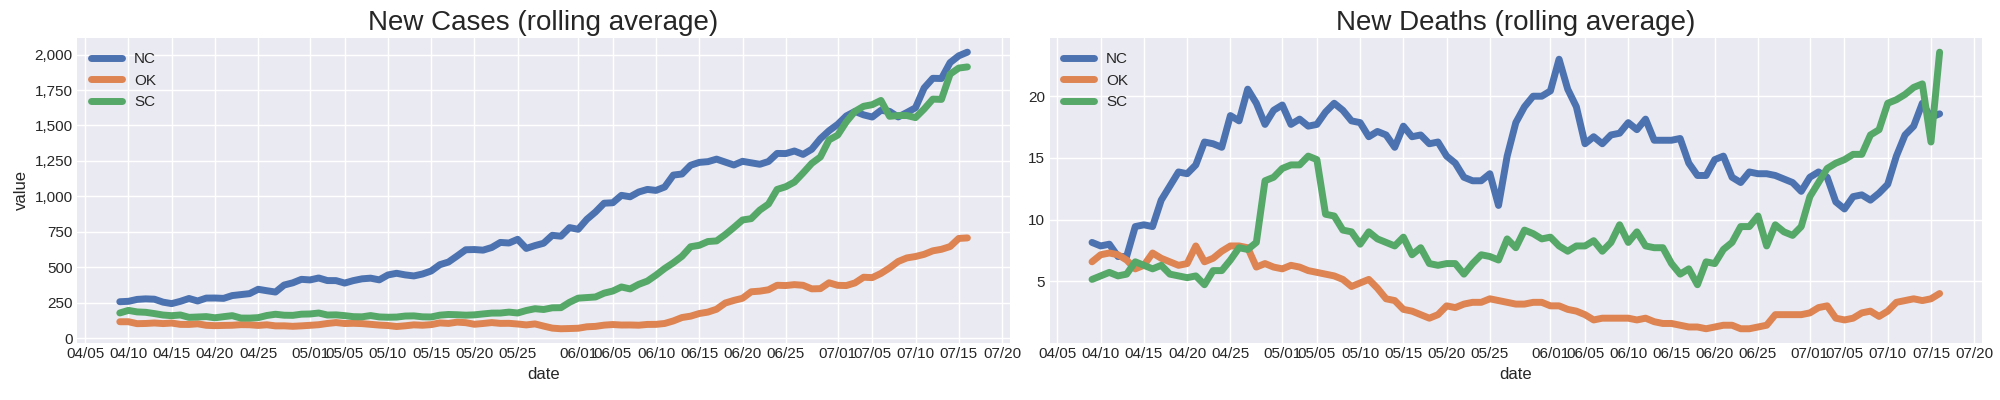 New Cases (rolling average)
2,000
1,750
1,500
1,250
1,000
750
500
250
0
value
NC
OK
SC
04/05 04/10 04/15 04/20 04/25 05/01 05/05 05/10 05/15 05/20 05/25 06/01 06/05 06/10 06/15 06/20 06/25 07/01 07/05 07/10 07/15 07/20
date
New Deaths (rolling average)
20
15
10
5
NC
OK
SC
04/05 04/10 04/15 04/20 04/25 05/01 05/05 05/10 05/15 05/20 05/25 06/01 06/05 06/10 06/15 06/20 06/25 07/01 07/05 07/10 07/15 07/20
date